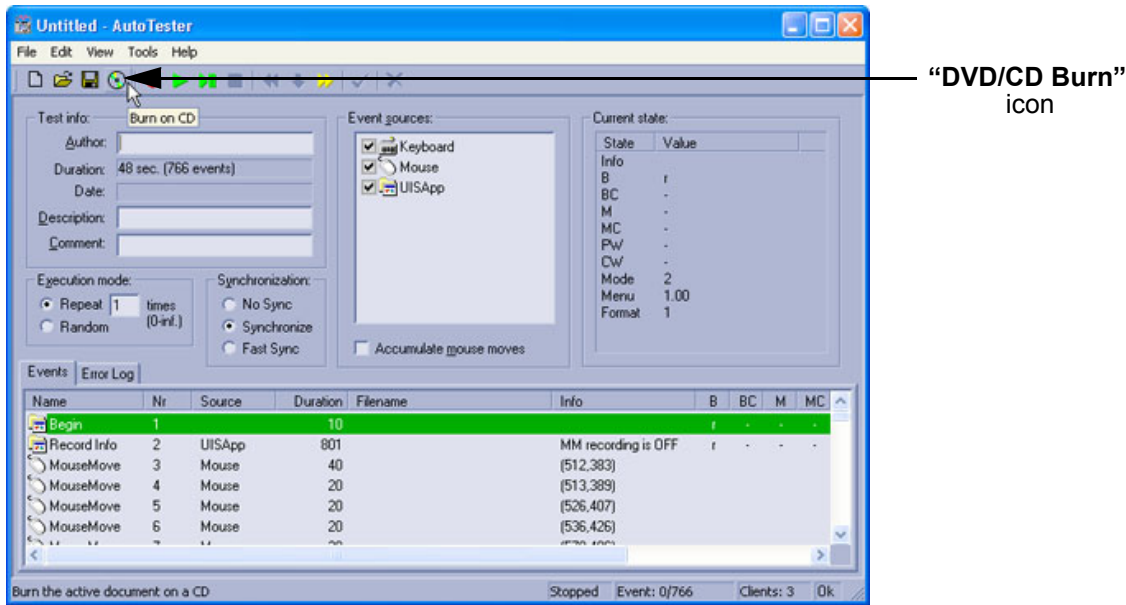 Untitled - AutoTester
File Edit View Tools Help
"DVD/CD Burn"
icon
Burn on CD
Test info:
Author:
Duration: 48 sec. (766 events)
Date:
Description:
Comment:
Event sources:
Keyboard
Mouse
UISApp
Accumulate mouse moves
Current state:
State Value
Info
B r
BC -
M -
MC -
PW -
CW -
Mode 2
Menu 1.00
Format 1
Execution mode:
Repeat 1 times
(0-inf.)
Random
Synchronization:
No Sync
Synchronize
Fast Sync
Events Error Log
Name Nr Source Duration Filename Info B BC M MC
Begin 1 10 r - - -
Record Info 2 UISApp 801 MM recording is OFF r - - -
MouseMove 3 Mouse 40 (512,383)
MouseMove 4 Mouse 20 (513,389)
MouseMove 5 Mouse 20 (526,407)
MouseMove 6 Mouse 20 (536,426)
Burn the active document on a CD Stopped Event: 0/766 Clients: 3 Ok